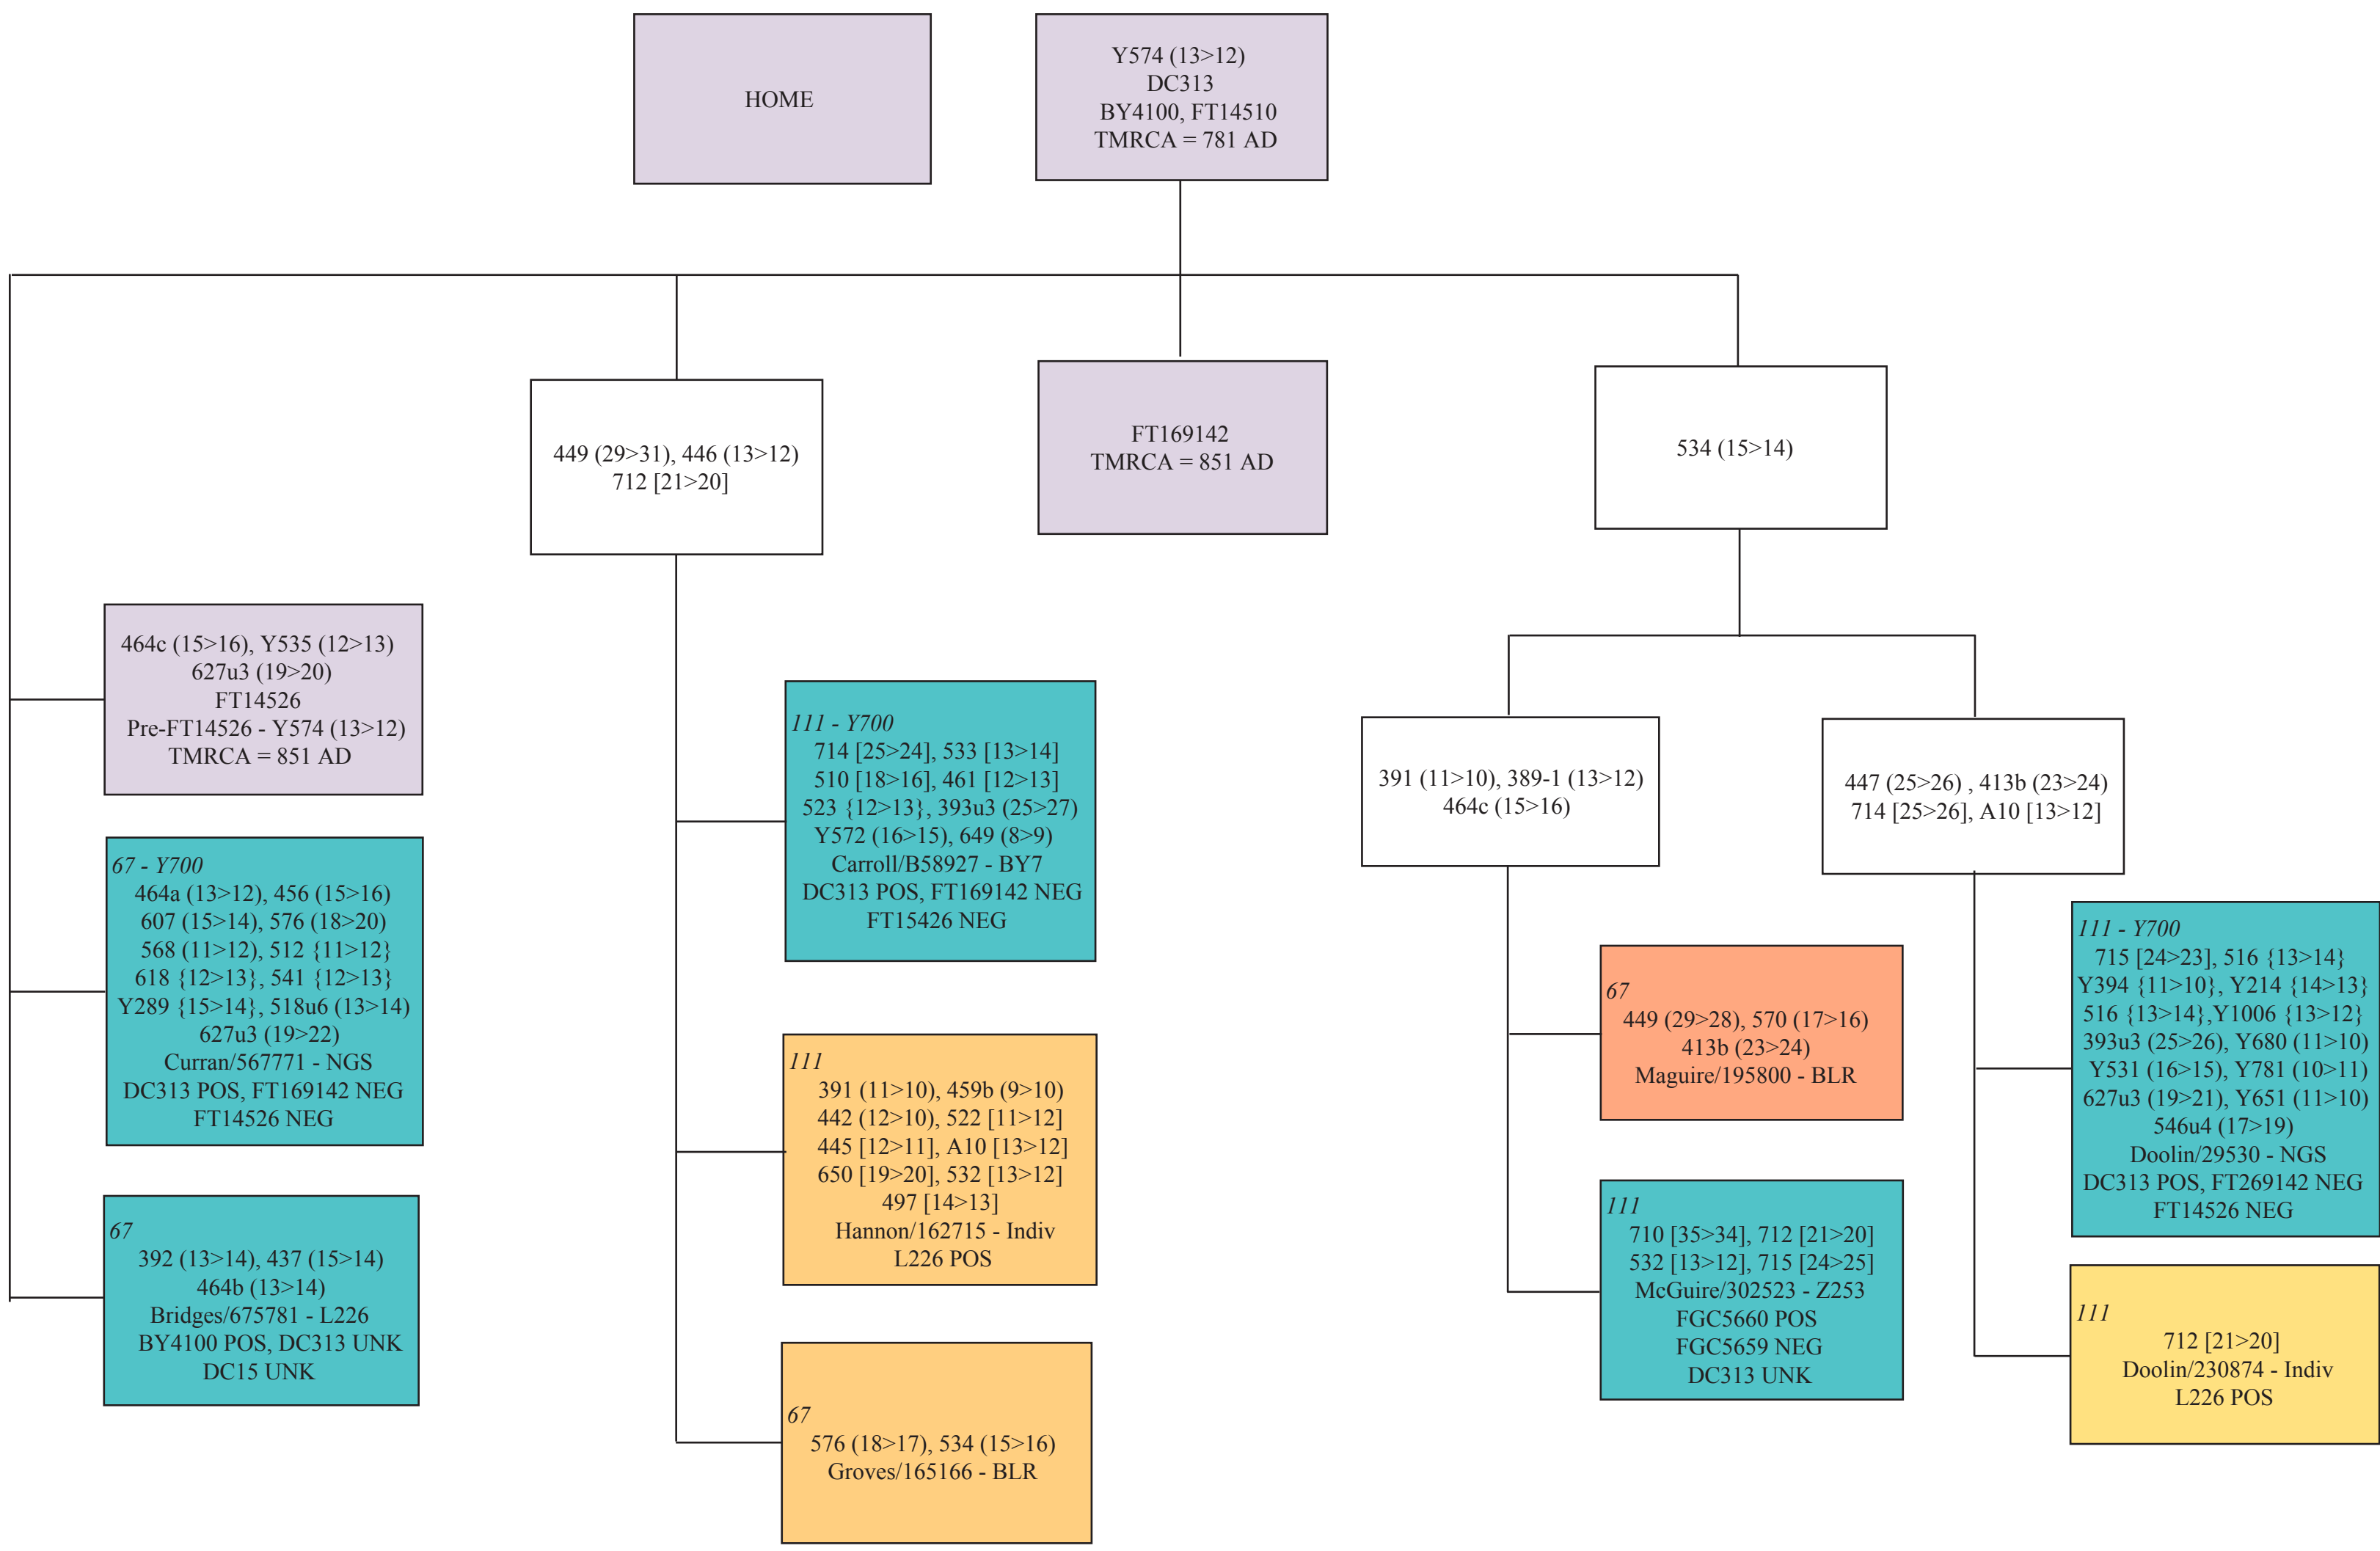 HOME
Y574 (13>12)
DC313
BY4100, FT14510
TMRCA = 781 AD
449 (29>31), 446 (13>12)
712 [21>20]
FT169142
TMRCA = 851 AD
534 (15>14)
464c (15>16), Y535 (12>13)
627u3 (19>20)
FT14526
Pre-FT14526 - Y574 (13>12)
TMRCA = 851 AD
67 - Y700
464a (13>12), 456 (15>16)
607 (15>14), 576 (18>20)
568 (11>12), 512 {11>12}
618 {12>13}, 541 {12>13}
Y289 {15>14}, 518u6 (13>14)
627u3 (19>22)
Curran/567771 - NGS
DC313 POS, FT169142 NEG
FT14526 NEG
67
392 (13>14), 437 (15>14)
464b (13>14)
Bridges/675781 - L226
BY4100 POS, DC313 UNK
DC15 UNK
111 - Y700
714 [25>24], 533 [13>14]
510 [18>16], 461 [12>13]
523 {12>13}, 393u3 (25>27)
Y572 (16>15), 649 (8>9)
Carroll/B58927 - BY7
DC313 POS, FT169142 NEG
FT15426 NEG
111
391 (11>10), 459b (9>10)
442 (12>10), 522 [11>12]
445 [12>11], A10 [13>12]
650 [19>20], 532 [13>12]
497 [14>13]
Hannon/162715 - Indiv
L226 POS
67
576 (18>17), 534 (15>16)
Groves/165166 - BLR
391 (11>10), 389-1 (13>12)
464c (15>16)
447 (25>26) , 413b (23>24)
714 [25>26], A10 [13>12]
67
449 (29>28), 570 (17>16)
413b (23>24)
Maguire/195800 - BLR
111
710 [35>34], 712 [21>20]
532 [13>12], 715 [24>25]
McGuire/302523 - Z253
FGC5660 POS
FGC5659 NEG
DC313 UNK
111 - Y700
715 [24>23], 516 {13>14}
Y394 {11>10}, Y214 {14>13}
516 {13>14},Y1006 {13>12}
393u3 (25>26), Y680 (11>10)
Y531 (16>15), Y781 (10>11)
627u3 (19>21), Y651 (11>10)
546u4 (17>19)
Doolin/29530 - NGS
DC313 POS, FT269142 NEG
FT14526 NEG
111
712 [21>20]
Doolin/230874 - Indiv
L226 POS